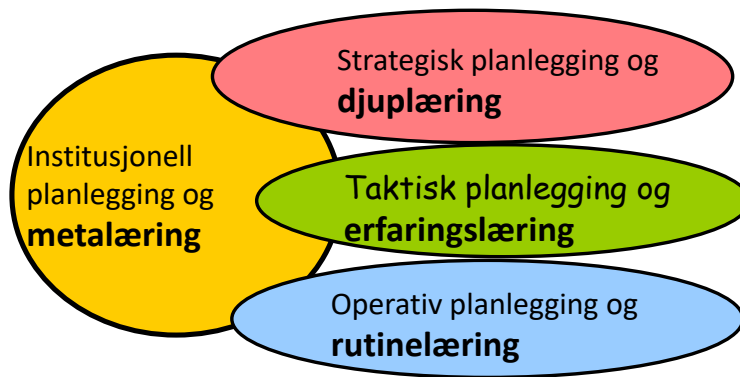 Institusjonell
planlegging og
metalæring
Strategisk planlegging og
djuplæring
Taktisk planlegging og
erfaringslæring
Operativ planlegging og
rutinelæring